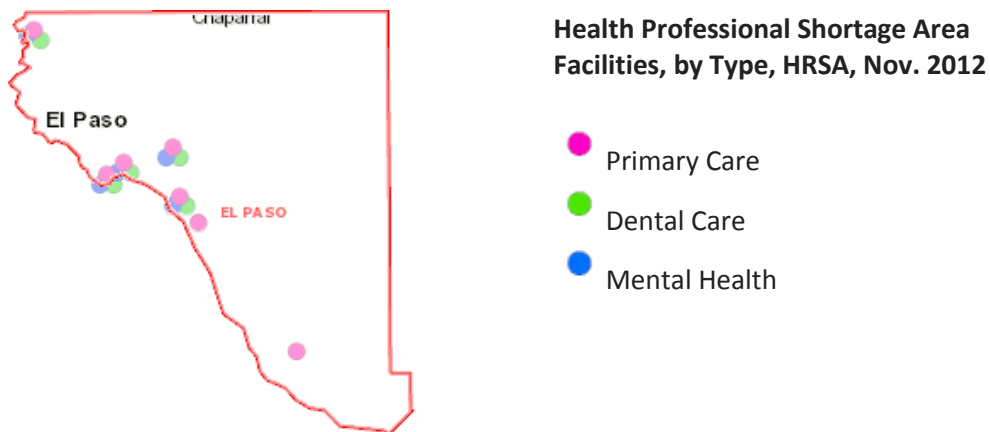 Chaparral
El Paso
EL PASO
Health Professional Shortage Area
Facilities, by Type, HRSA, Nov. 2012
Primary Care
Dental Care
Mental Health